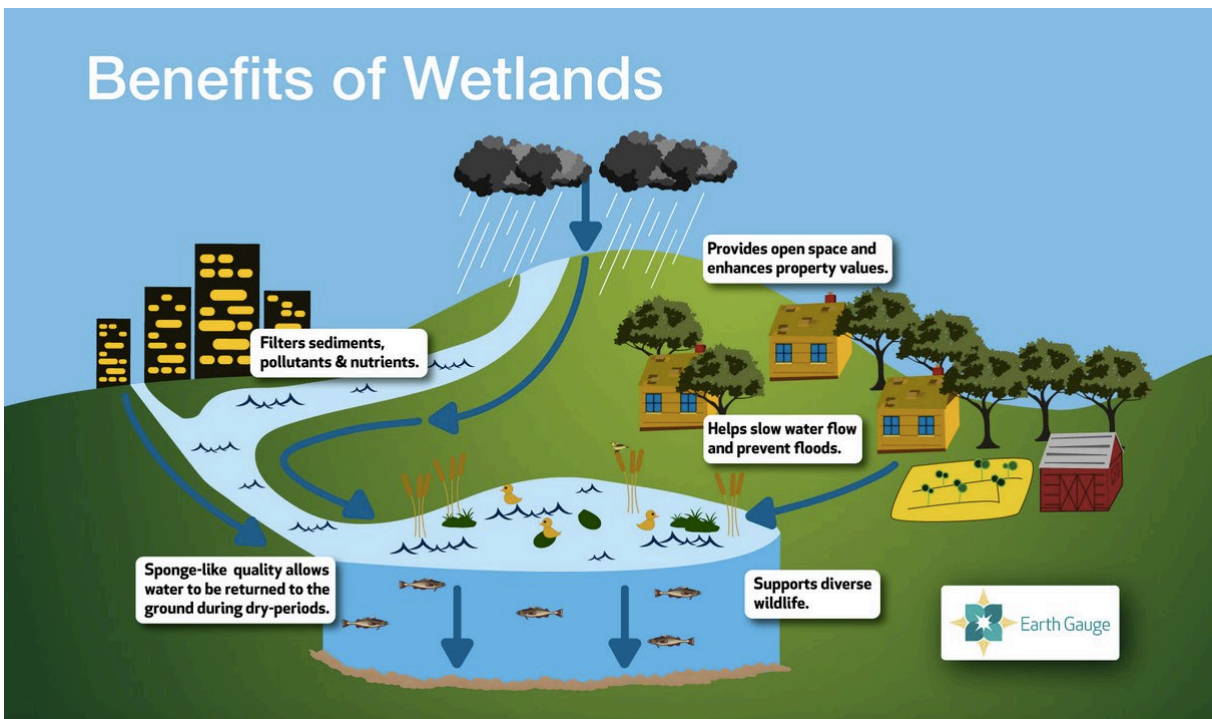 Benefits of Wetlands
Provides open space and
enhances property values.
Filters sediments,
pollutants & nutrients.
Helps slow water flow
and prevent floods.
Sponge-like quality allows
water to be returned to the
ground during dry-periods.
Supports diverse
wildlife.
Earth Gauge